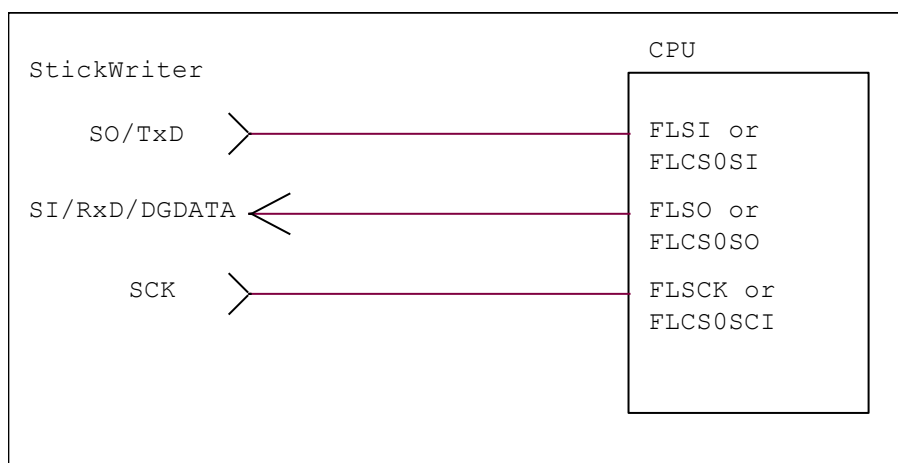 CPU
StickWriter
SO/TxD
FLSI or
FLCS0SI
SI/RxD/DGDATA
FLSO or
FLCS0SO
SCK
FLSCK or
FLCS0SCI